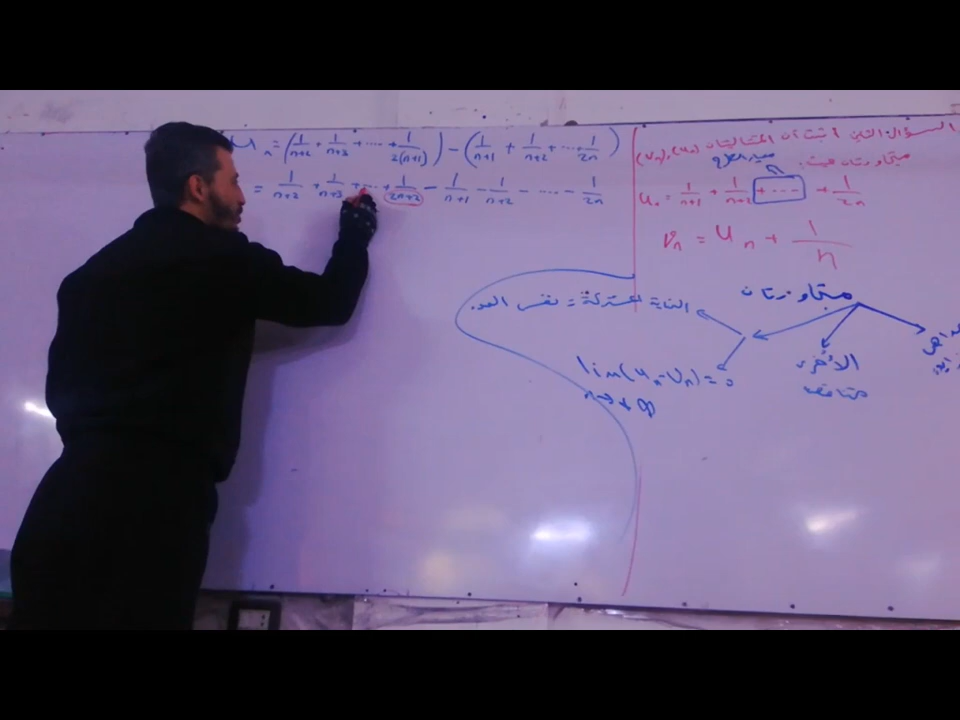 السؤال الثاني أثبت أن المتتاليتان (Vn), (Un)
متجاورتان حيث:
Un = 1/(n+1) + 1/(n+2) + ... + 1/(2n)
Vn = Un + 1/n
متجاورتان
الأخرى
متناقصة
النهاية المشتركة = نفس العدد
lim(Un - Vn) = 0
n → +∞
Un = (1/(n+2) + 1/(n+3) + ... + 1/(2(n+1))) - (1/(n+1) + 1/(n+2) + ... + 1/(2n))
= 1/(n+2) + 1/(n+3) + ... + 1/(2n+2) - 1/(n+1) - 1/(n+2) - ... - 1/(2n)